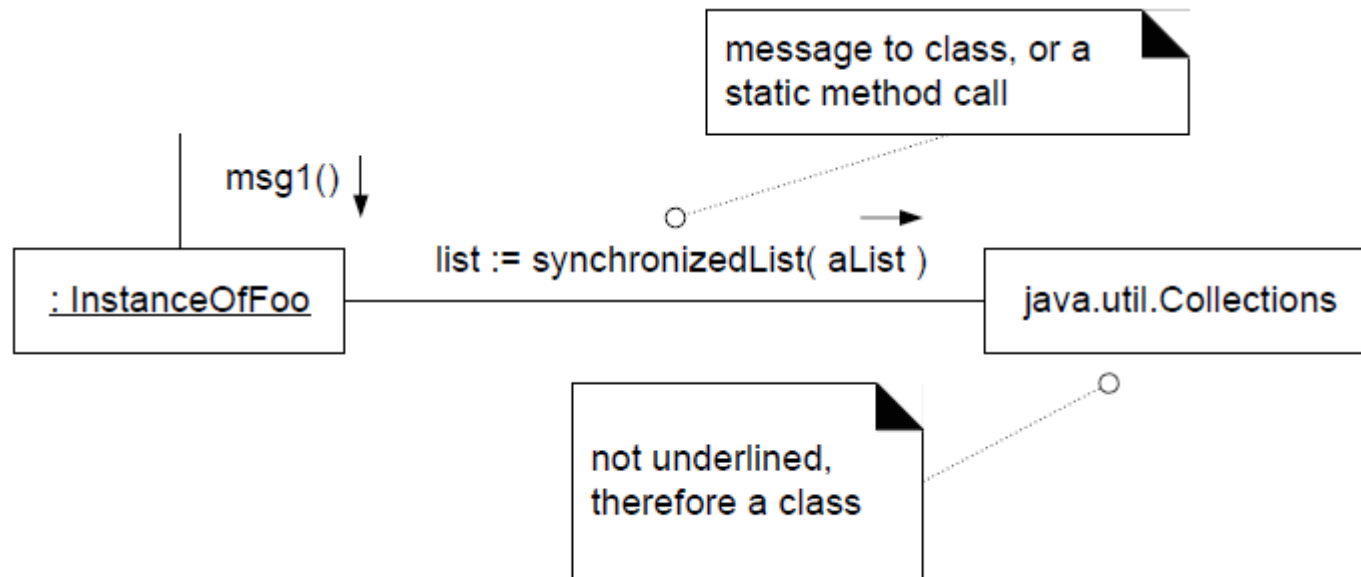 message to class, or a
static method call
msg1()
list := synchronizedList( aList )
: InstanceOfFoo
java.util.Collections
not underlined,
therefore a class